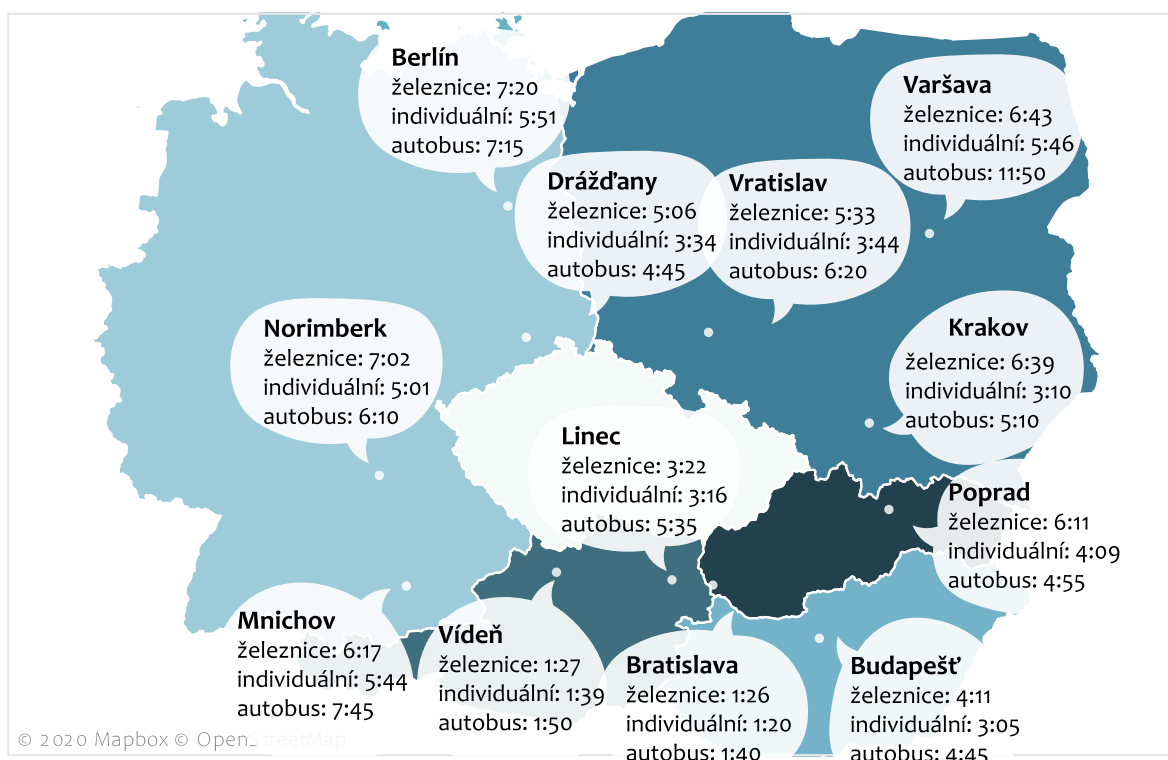 Berlín
železnice: 7:20
individuální: 5:51
autobus: 7:15
Varšava
železnice: 6:43
individuální: 5:46
autobus: 11:50
Drážďany
železnice: 5:06
individuální: 3:34
autobus: 4:45
Vratislav
železnice: 5:33
individuální: 3:44
autobus: 6:20
Norimberk
železnice: 7:02
individuální: 5:01
autobus: 6:10
Krakov
železnice: 6:39
individuální: 3:10
autobus: 5:10
Linec
železnice: 3:22
individuální: 3:16
autobus: 5:35
Poprad
železnice: 6:11
individuální: 4:09
autobus: 4:55
Mnichov
železnice: 6:17
individuální: 5:44
autobus: 7:45
Vídeň
železnice: 1:27
individuální: 1:39
autobus: 1:50
Bratislava
železnice: 1:26
individuální: 1:20
autobus: 1:40
Budapešť
železnice: 4:11
individuální: 3:05
autobus: 4:45
© 2020 Mapbox © OpenStreetMap